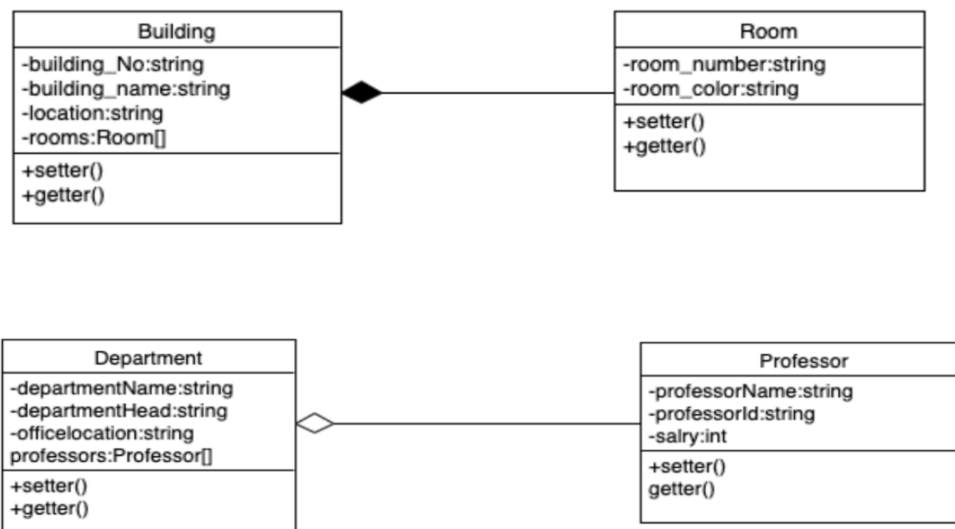 Building
-building_No:string
-building_name:string
-location:string
-rooms:Room[]
+setter()
+getter()
Room
-room_number:string
-room_color:string
+setter()
+getter()
Department
-departmentName:string
-departmentHead:string
-officelocation:string
professors:Professor[]
+setter()
+getter()
Professor
-professorName:string
-professorId:string
-salry:int
+setter()
getter()